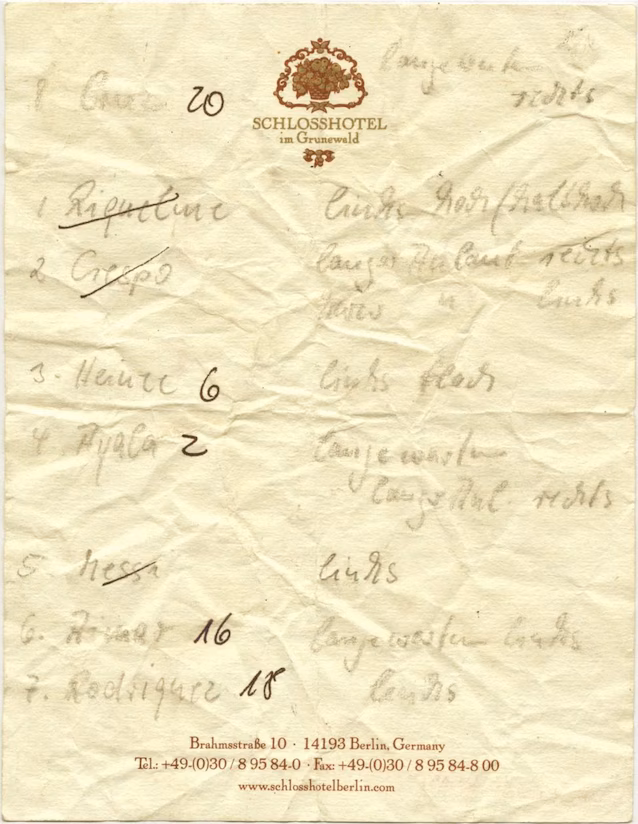 lange warten
8 Cruz 20
rechts
SCHLOSSHOTEL
im Grunewald
1 Riquelme links hoch/halbhoch
2 Crespo langer Anlauf rechts
" links
3. Heinze 6 links flach
4 Ayala 2 lange warten
langer Anl. rechts
5 Messi links
6. Aimar 16 lange warten links
7. Rodriguez 18 links
Brahmsstraße 10 · 14193 Berlin, Germany
Tel.: +49-(0)30 / 8 95 84-0 · Fax: +49-(0)30 / 8 95 84-8 00
www.schlosshotelberlin.com